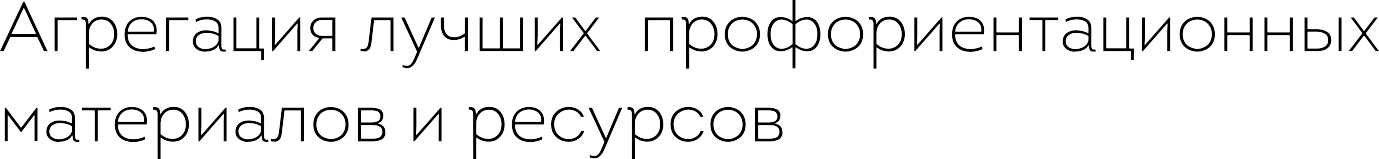 Агрегация лучших профориентационных
материалов и ресурсов